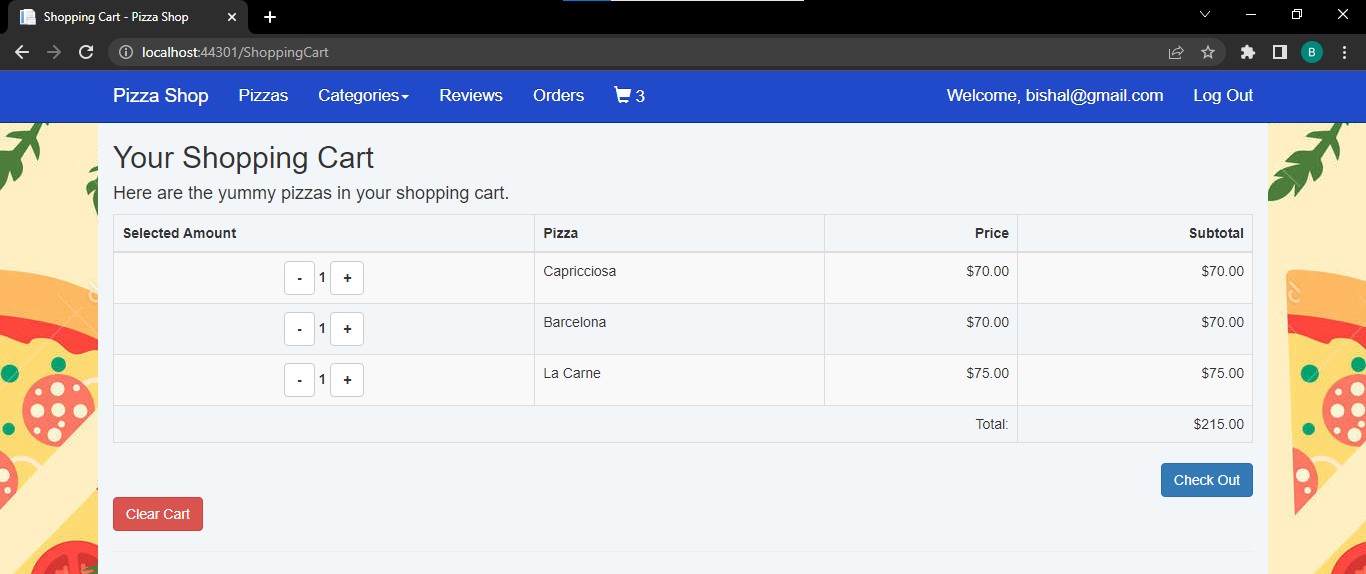 Shopping Cart - Pizza Shop
localhost:44301/ShoppingCart
B
Pizza Shop Pizzas Categories Reviews Orders 3 Welcome, bishal@gmail.com Log Out
Your Shopping Cart
Here are the yummy pizzas in your shopping cart.
Selected Amount Pizza Price Subtotal
- 1 + Capricciosa $70.00 $70.00
- 1 + Barcelona $70.00 $70.00
- 1 + La Carne $75.00 $75.00
Total: $215.00
Check Out
Clear Cart